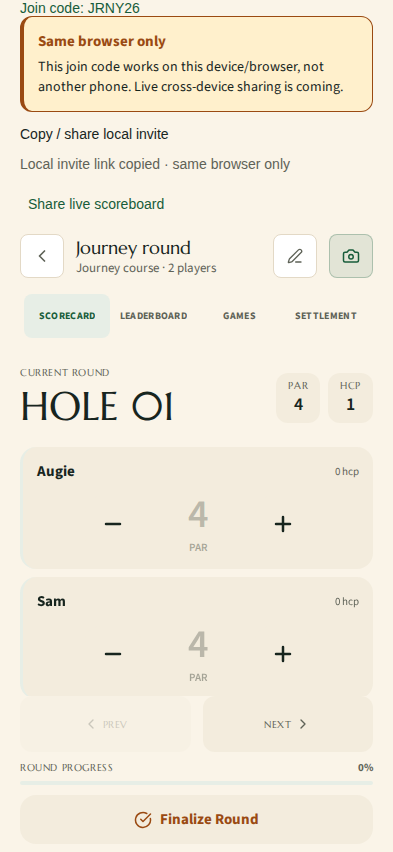 Join code: JRNY26
Same browser only
This join code works on this device/browser, not
another phone. Live cross-device sharing is coming.
Copy / share local invite
Local invite link copied · same browser only
Share live scoreboard
Journey round
Journey course · 2 players
SCORECARD
LEADERBOARD
GAMES
SETTLEMENT
CURRENT ROUND
HOLE 01
PAR
4
HCP
1
Augie
0 hcp
− 4 +
PAR
Sam
0 hcp
− 4 +
PAR
PREV
NEXT
ROUND PROGRESS
0%
Finalize Round